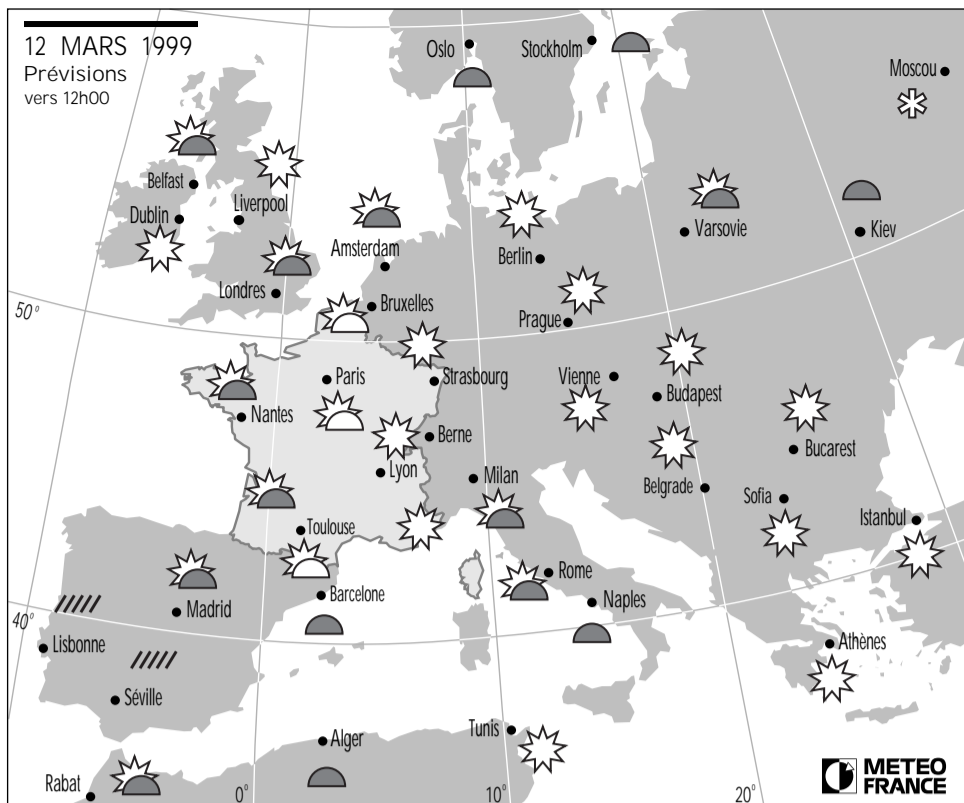 12 MARS 1999
Prévisions
vers 12h00
Oslo
Stockholm
Moscou
Belfast
Dublin
Liverpool
Amsterdam
Berlin
Varsovie
Kiev
Londres
Bruxelles
Prague
50°
Paris
Strasbourg
Vienne
Budapest
Nantes
Berne
Bucarest
Lyon
Milan
Belgrade
Sofia
Istanbul
Toulouse
Rome
Barcelone
Naples
Madrid
40°
Lisbonne
Athènes
Séville
Tunis
Alger
Rabat
0°
10°
20°
METEO
FRANCE